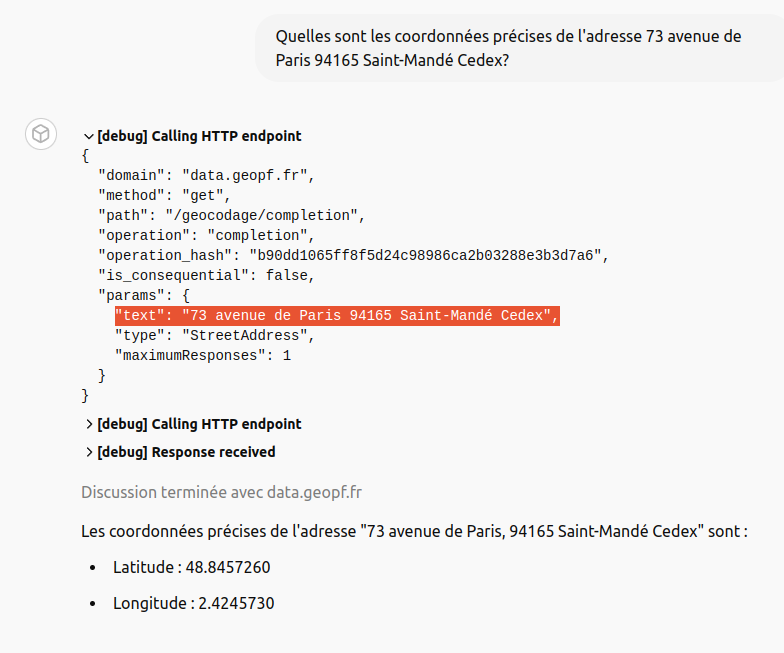 Quelles sont les coordonnées précises de l'adresse 73 avenue de
Paris 94165 Saint-Mandé Cedex?
[debug] Calling HTTP endpoint
{
  "domain": "data.geopf.fr",
  "method": "get",
  "path": "/geocodage/completion",
  "operation": "completion",
  "operation_hash": "b90dd1065ff8f5d24c98986ca2b03288e3b3d7a6",
  "is_consequential": false,
  "params": {
    "text": "73 avenue de Paris 94165 Saint-Mandé Cedex",
    "type": "StreetAddress",
    "maximumResponses": 1
  }
}
[debug] Calling HTTP endpoint
[debug] Response received
Discussion terminée avec data.geopf.fr
Les coordonnées précises de l'adresse "73 avenue de Paris, 94165 Saint-Mandé Cedex" sont :
• Latitude : 48.8457260
• Longitude : 2.4245730